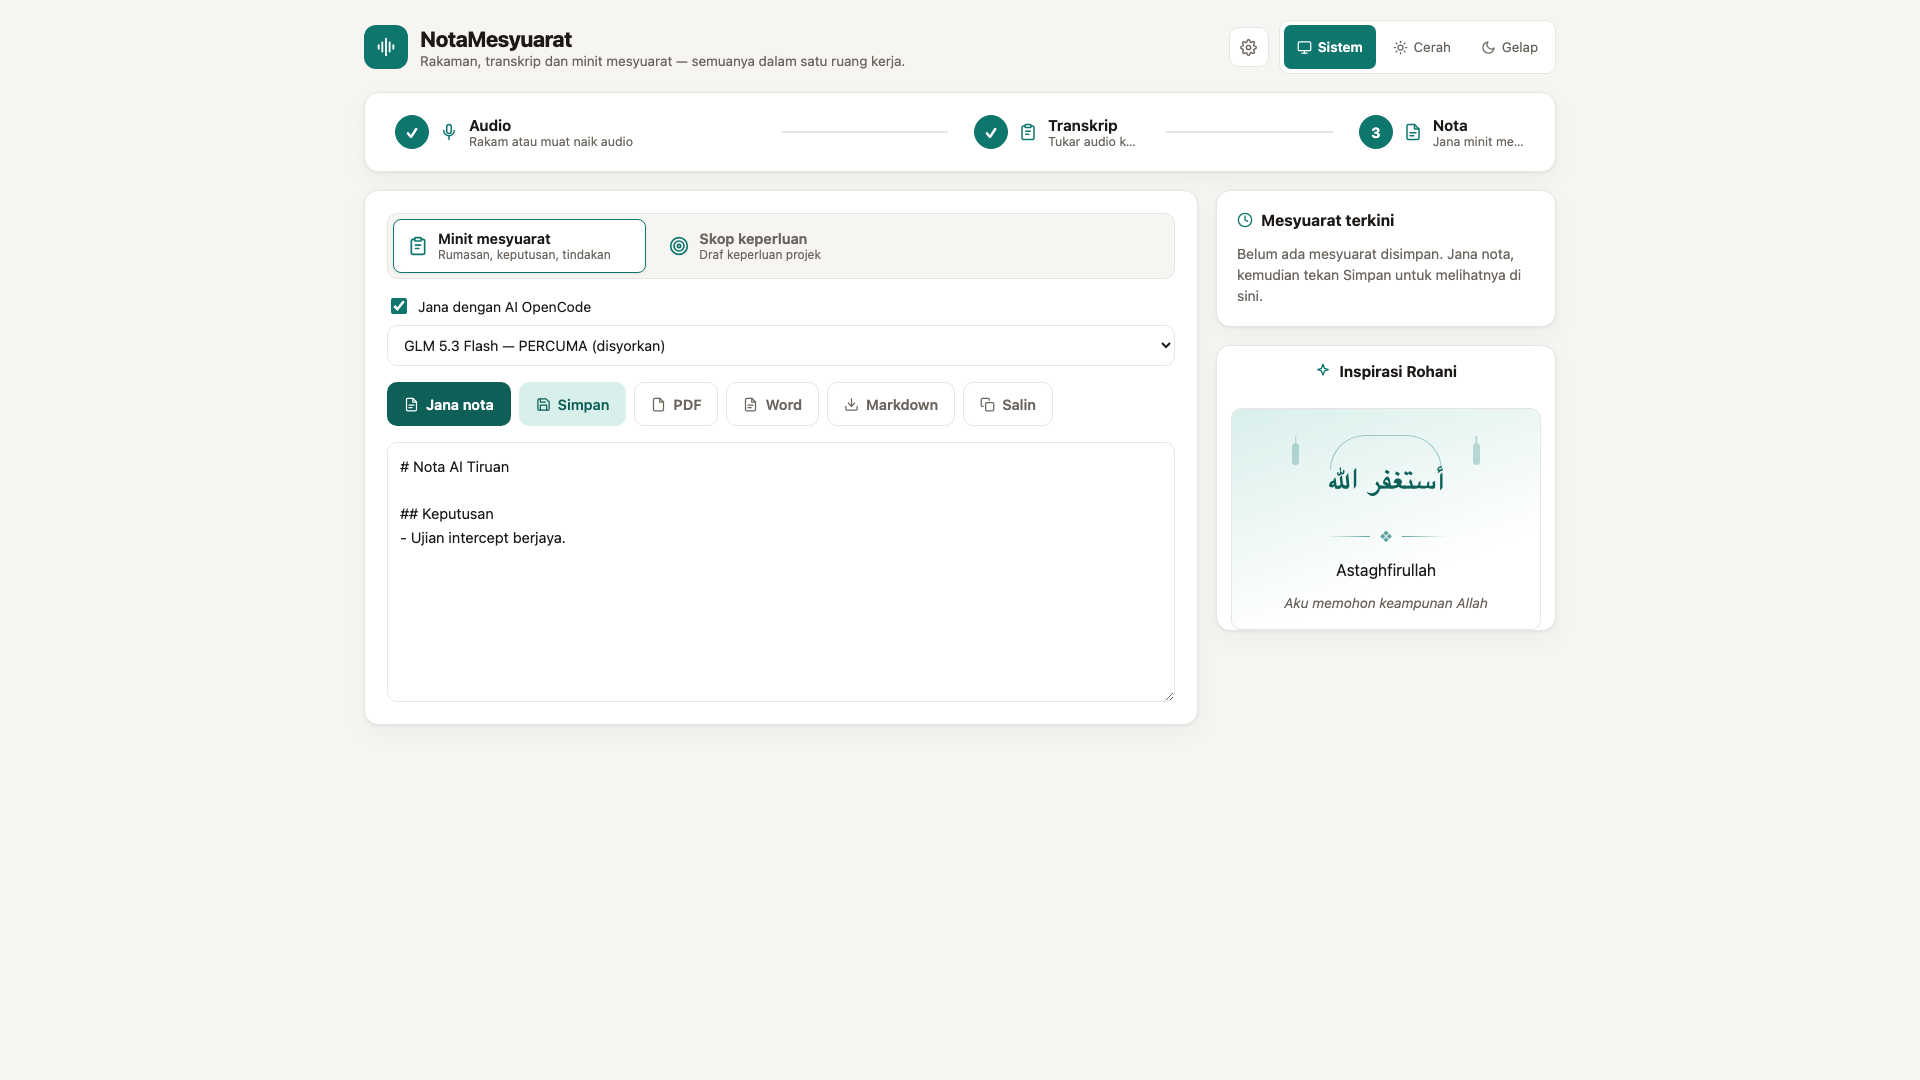 NotaMesyuarat
Rakaman, transkrip dan minit mesyuarat — semuanya dalam satu ruang kerja.
Sistem
Cerah
Gelap
Audio
Rakam atau muat naik audio
Transkrip
Tukar audio k...
3
Nota
Jana minit me...
Minit mesyuarat
Rumasan, keputusan, tindakan
Skop keperluan
Draf keperluan projek
Jana dengan AI OpenCode
GLM 5.3 Flash — PERCUMA (disyorkan)
Jana nota
Simpan
PDF
Word
Markdown
Salin
# Nota AI Tiruan
## Keputusan
- Ujian intercept berjaya.
Mesyuarat terkini
Belum ada mesyuarat disimpan. Jana nota,
kemudian tekan Simpan untuk melihatnya di
sini.
Inspirasi Rohani
أستغفر الله
Astaghfirullah
Aku memohon keampunan Allah